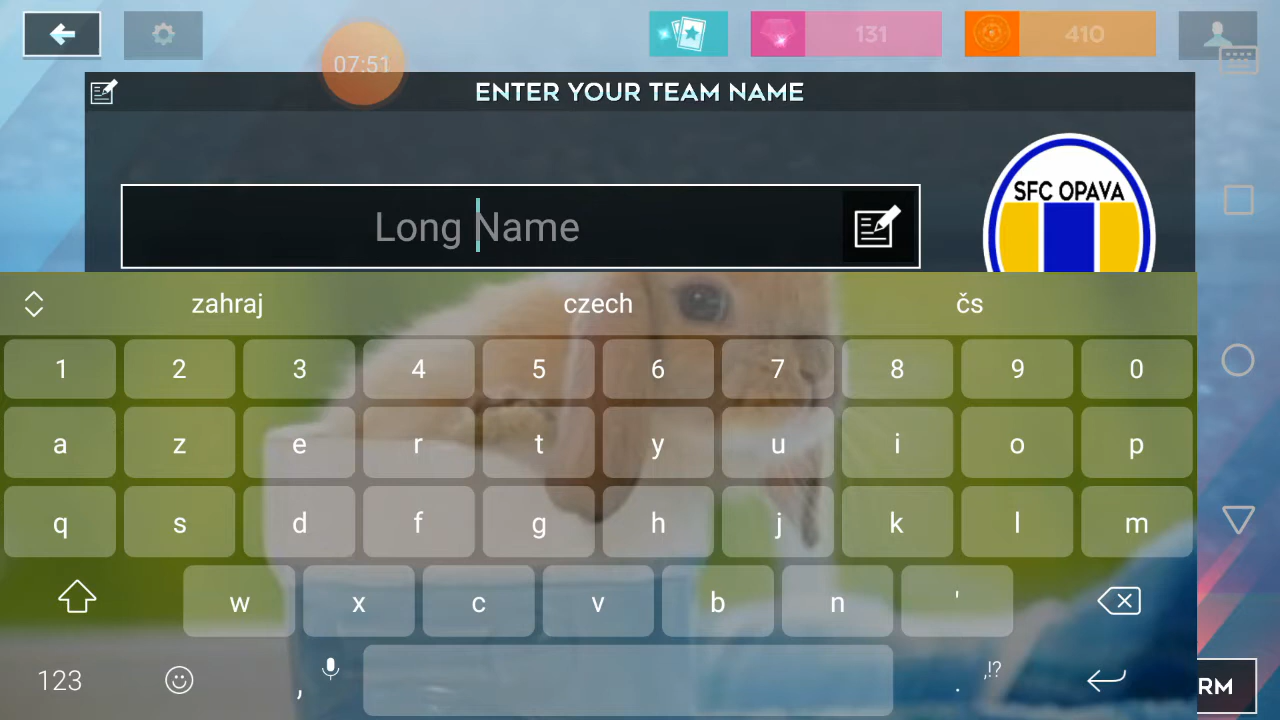 07:51
131
410
ENTER YOUR TEAM NAME
Long Name
SFC OPAVA
zahraj czech čs
1 2 3 4 5 6 7 8 9 0
a z e r t y u i o p
q s d f g h j k l m
w x c v b n '
123 , . ,!?
RM